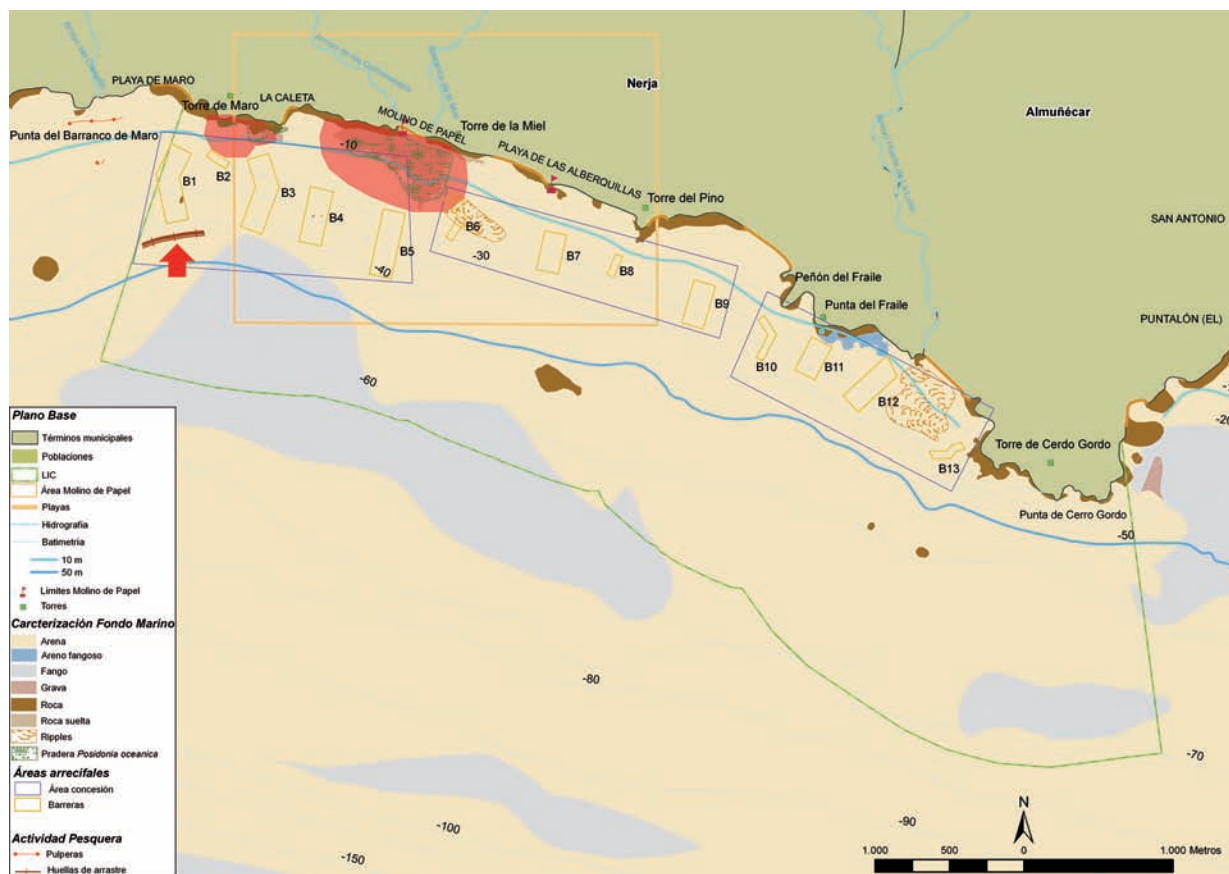 Nerja
Almuñécar
PLAYA DE MARO
Torre de Maro
LA CALETA
MOLINO DE PAPEL
Torre de la Miel
Punta del Barranco de Maro
PLAYA DE LAS ALBERQUILLAS
Torre del Pino
-10
B1
B2
B3
B4
B5
B6
B7
B8
B9
-30
-40
SAN ANTONIO
Peñón del Fraile
Punta del Fraile
PUNTALÓN (EL)
B10
B11
B12
B13
-60
-20
Torre de Cerdo Gordo
Punta de Cerro Gordo
-50
-80
-70
-100
-90
-150
Plano Base
Términos municipales
Poblaciones
LIC
Área Molino de Papel
Playas
Hidrografía
Batimetría
10 m
50 m
Limites Molino de Papel
Torres
Carcterización Fondo Marino
Arena
Areno fangoso
Fango
Grava
Roca
Roca suelta
Ripples
Pradera Posidonia oceanica
Áreas arrecifales
Área concesión
Barreras
Actividad Pesquera
Pulperas
Huellas de arrastre
N
1.000 500 0 1.000 Metros